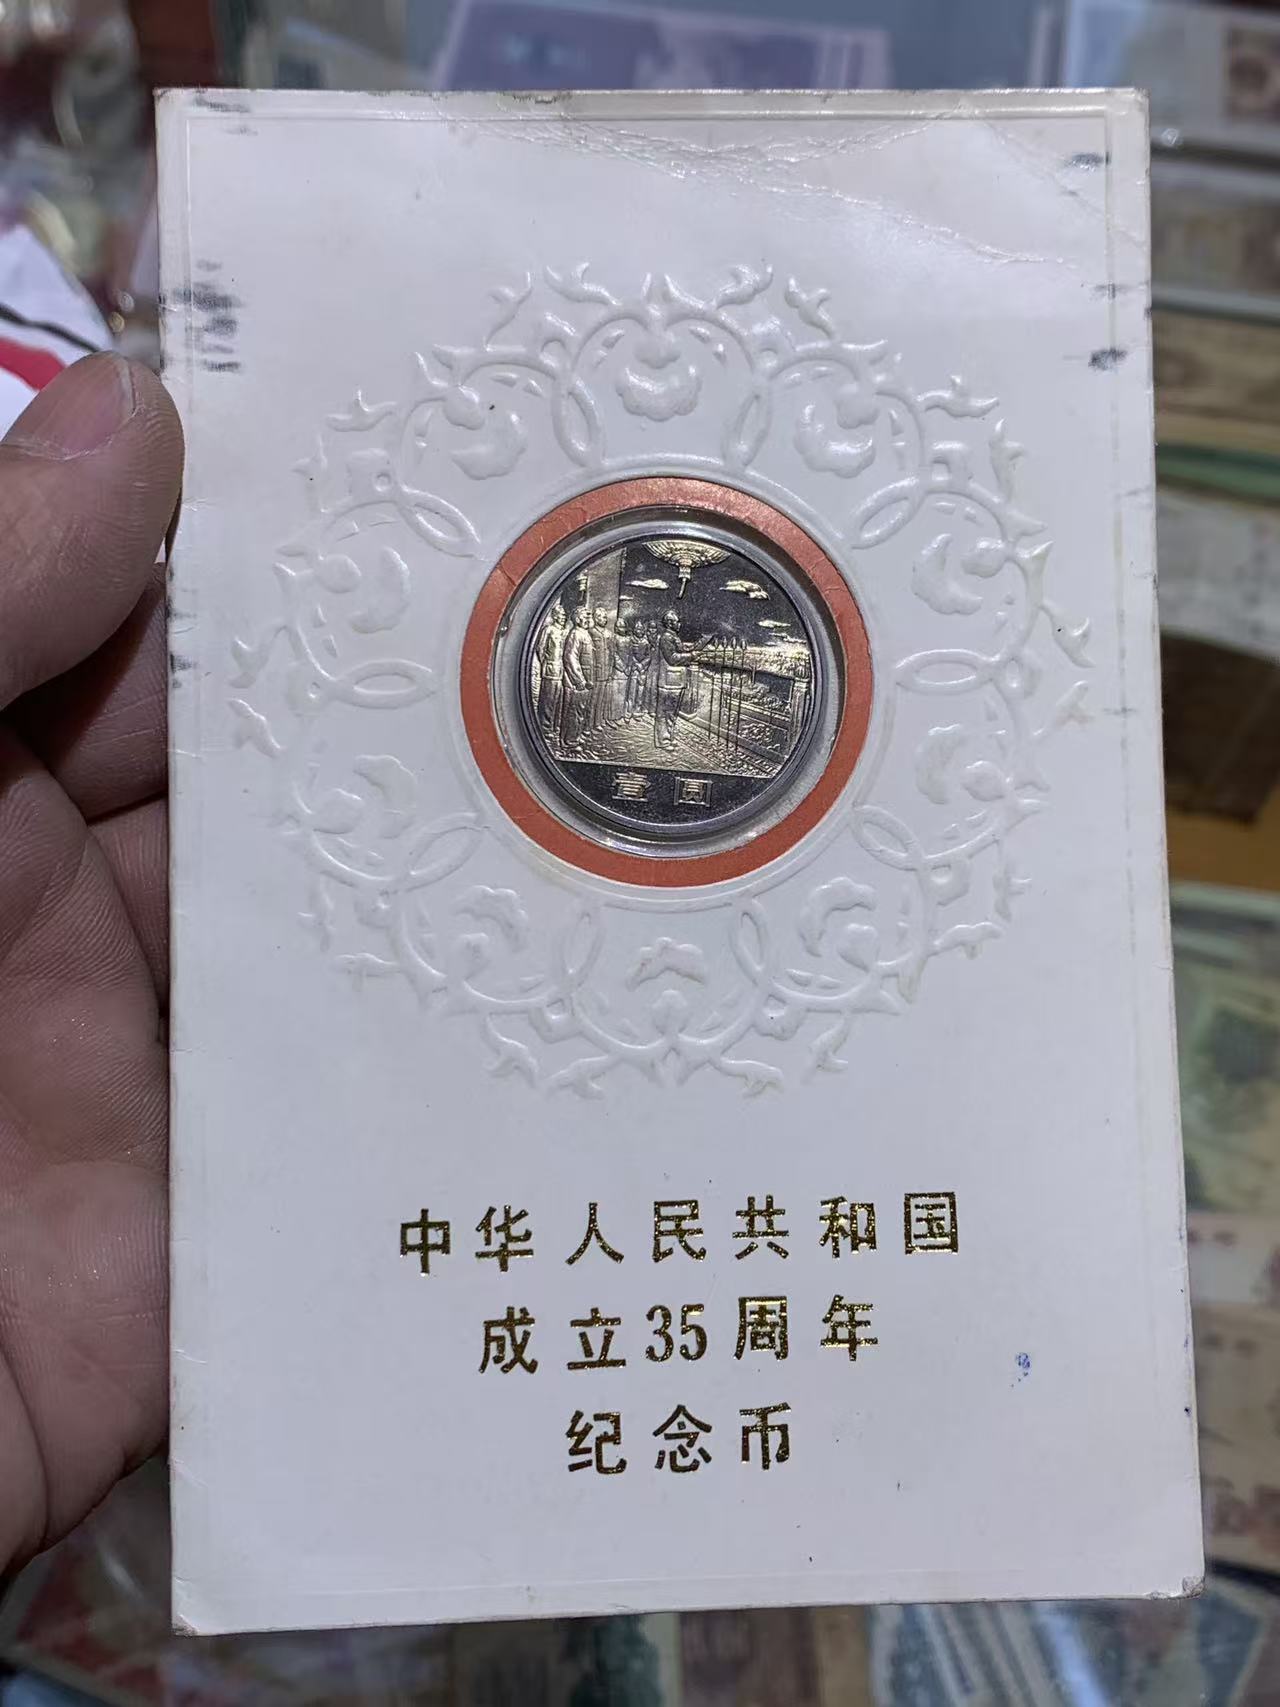 壹圆
中华人民共和国
成立35周年
纪念币